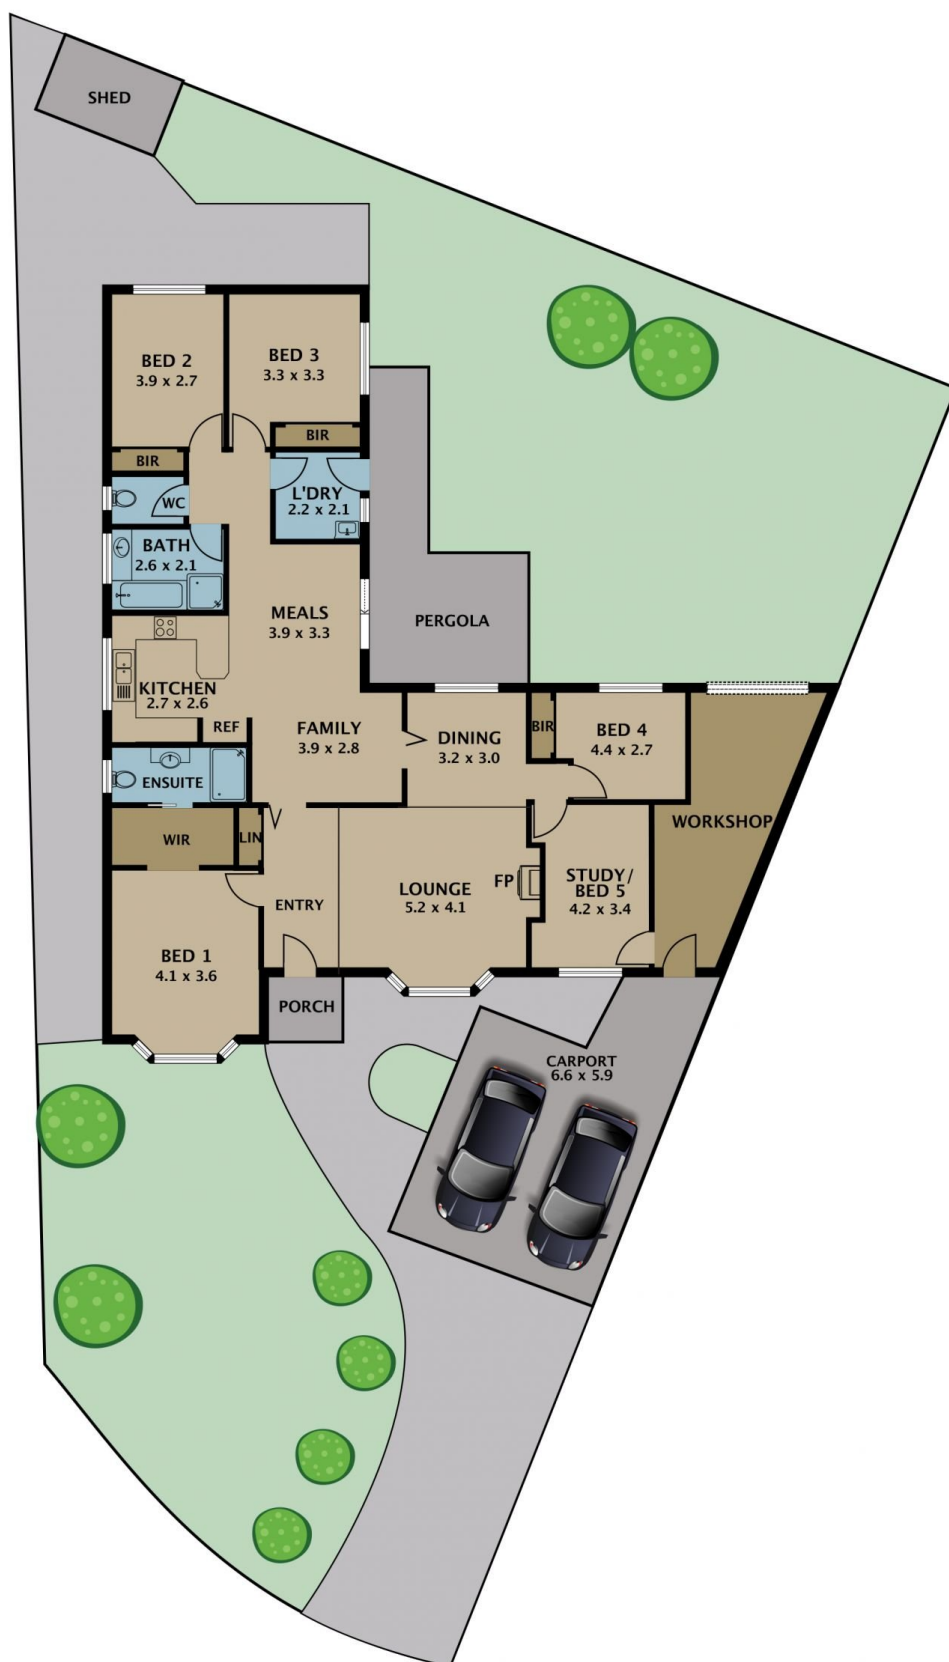 SHED
BED 2
3.9 x 2.7
BED 3
3.3 x 3.3
BIR
BIR
WC
L'DRY
2.2 x 2.1
BATH
2.6 x 2.1
MEALS
3.9 x 3.3
PERGOLA
KITCHEN
2.7 x 2.6
REF
FAMILY
3.9 x 2.8
DINING
3.2 x 3.0
BIR
BED 4
4.4 x 2.7
ENSUITE
WIR
LIN
WORKSHOP
LOUNGE
5.2 x 4.1
FP
STUDY/
BED 5
4.2 x 3.4
ENTRY
BED 1
4.1 x 3.6
PORCH
CARPORT
6.6 x 5.9